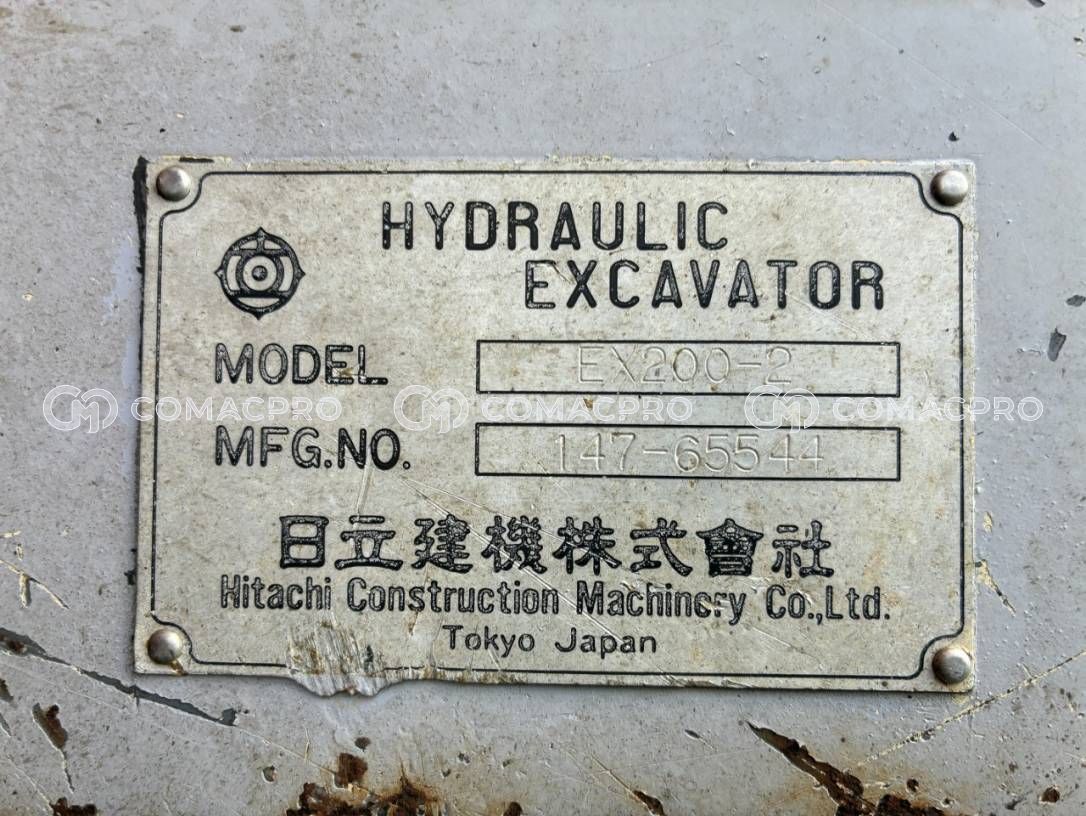 HYDRAULIC
EXCAVATOR
MODEL EX200-2
COMACPRO COMACPRO COMACPRO
MFG.NO. 147-65544
日立建機株式會社
Hitachi Construction Machinery Co.,Ltd.
Tokyo Japan